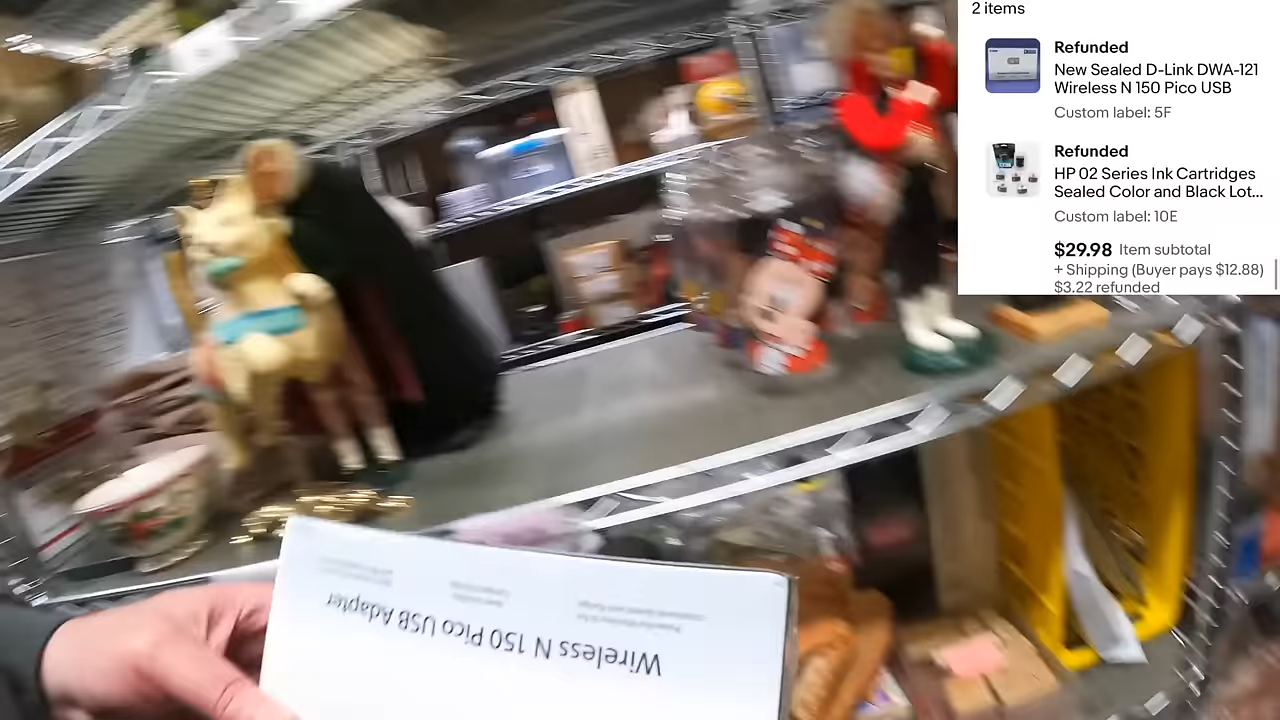 2 items
Refunded
New Sealed D-Link DWA-121
Wireless N 150 Pico USB
Custom label: 5F
Refunded
HP 02 Series Ink Cartridges
Sealed Color and Black Lot...
Custom label: 10E
$29.98 Item subtotal
+ Shipping (Buyer pays $12.88)
$3.22 refunded
Wireless N 150 Pico USB Adapter